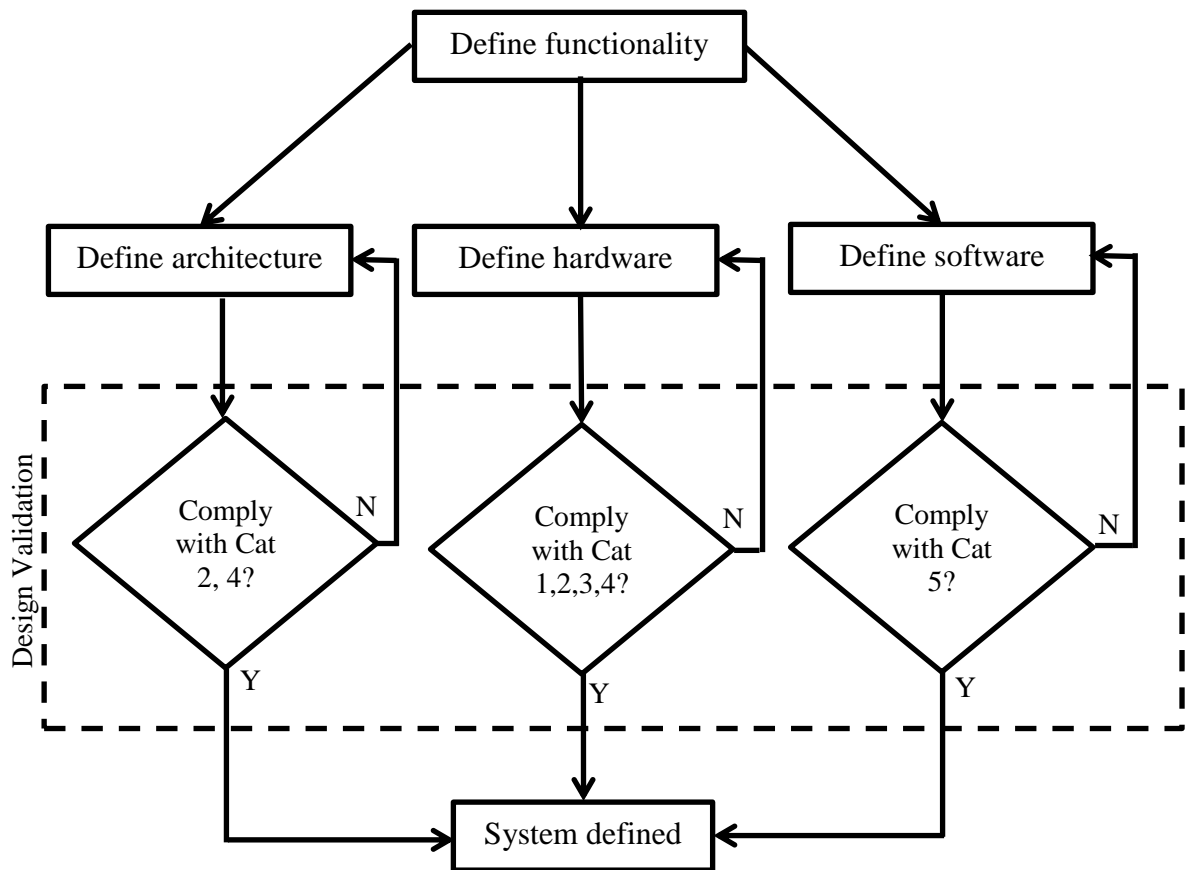 Define functionality
Define architecture
Define hardware
Define software
Design Validation
Comply
with Cat
2, 4?
N
Y
Comply
with Cat
1,2,3,4?
N
Y
Comply
with Cat
5?
N
Y
System defined